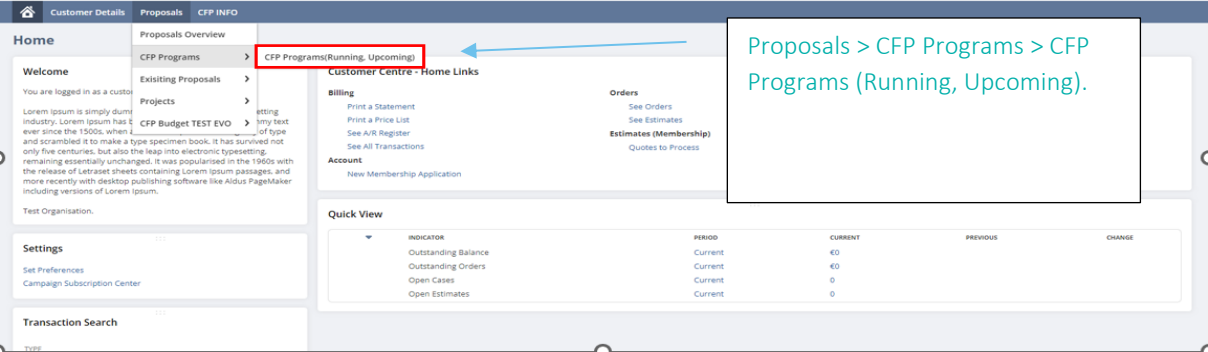 Customer Details Proposals CFP INFO
Home
Proposals Overview
CFP Programs
Exisiting Proposals
Projects
CFP Budget TEST EVO
CFP Programs(Running, Upcoming)
Proposals > CFP Programs > CFP
Programs (Running, Upcoming).
Welcome
You are logged in as a custo
Lorem Ipsum is simply dum etting
industry. Lorem Ipsum has b my text
ever since the 1500s, when of type
and scrambled it to make a type specimen book. It has survived not
only five centuries, but also the leap into electronic typesetting,
remaining essentially unchanged. It was popularised in the 1960s with
the release of Letraset sheets containing Lorem Ipsum passages, and
more recently with desktop publishing software like Aldus PageMaker
including versions of Lorem Ipsum.
Test Organisation.
Settings
Set Preferences
Campaign Subscription Center
Transaction Search
TYPE
Customer Centre - Home Links
Billing
Print a Statement
Print a Price List
See A/R Register
See All Transactions
Account
New Membership Application
Orders
See Orders
See Estimates
Estimates (Membership)
Quotes to Process
Quick View
INDICATOR PERIOD CURRENT PREVIOUS CHANGE
Outstanding Balance Current €0
Outstanding Orders Current €0
Open Cases Current 0
Open Estimates Current 0